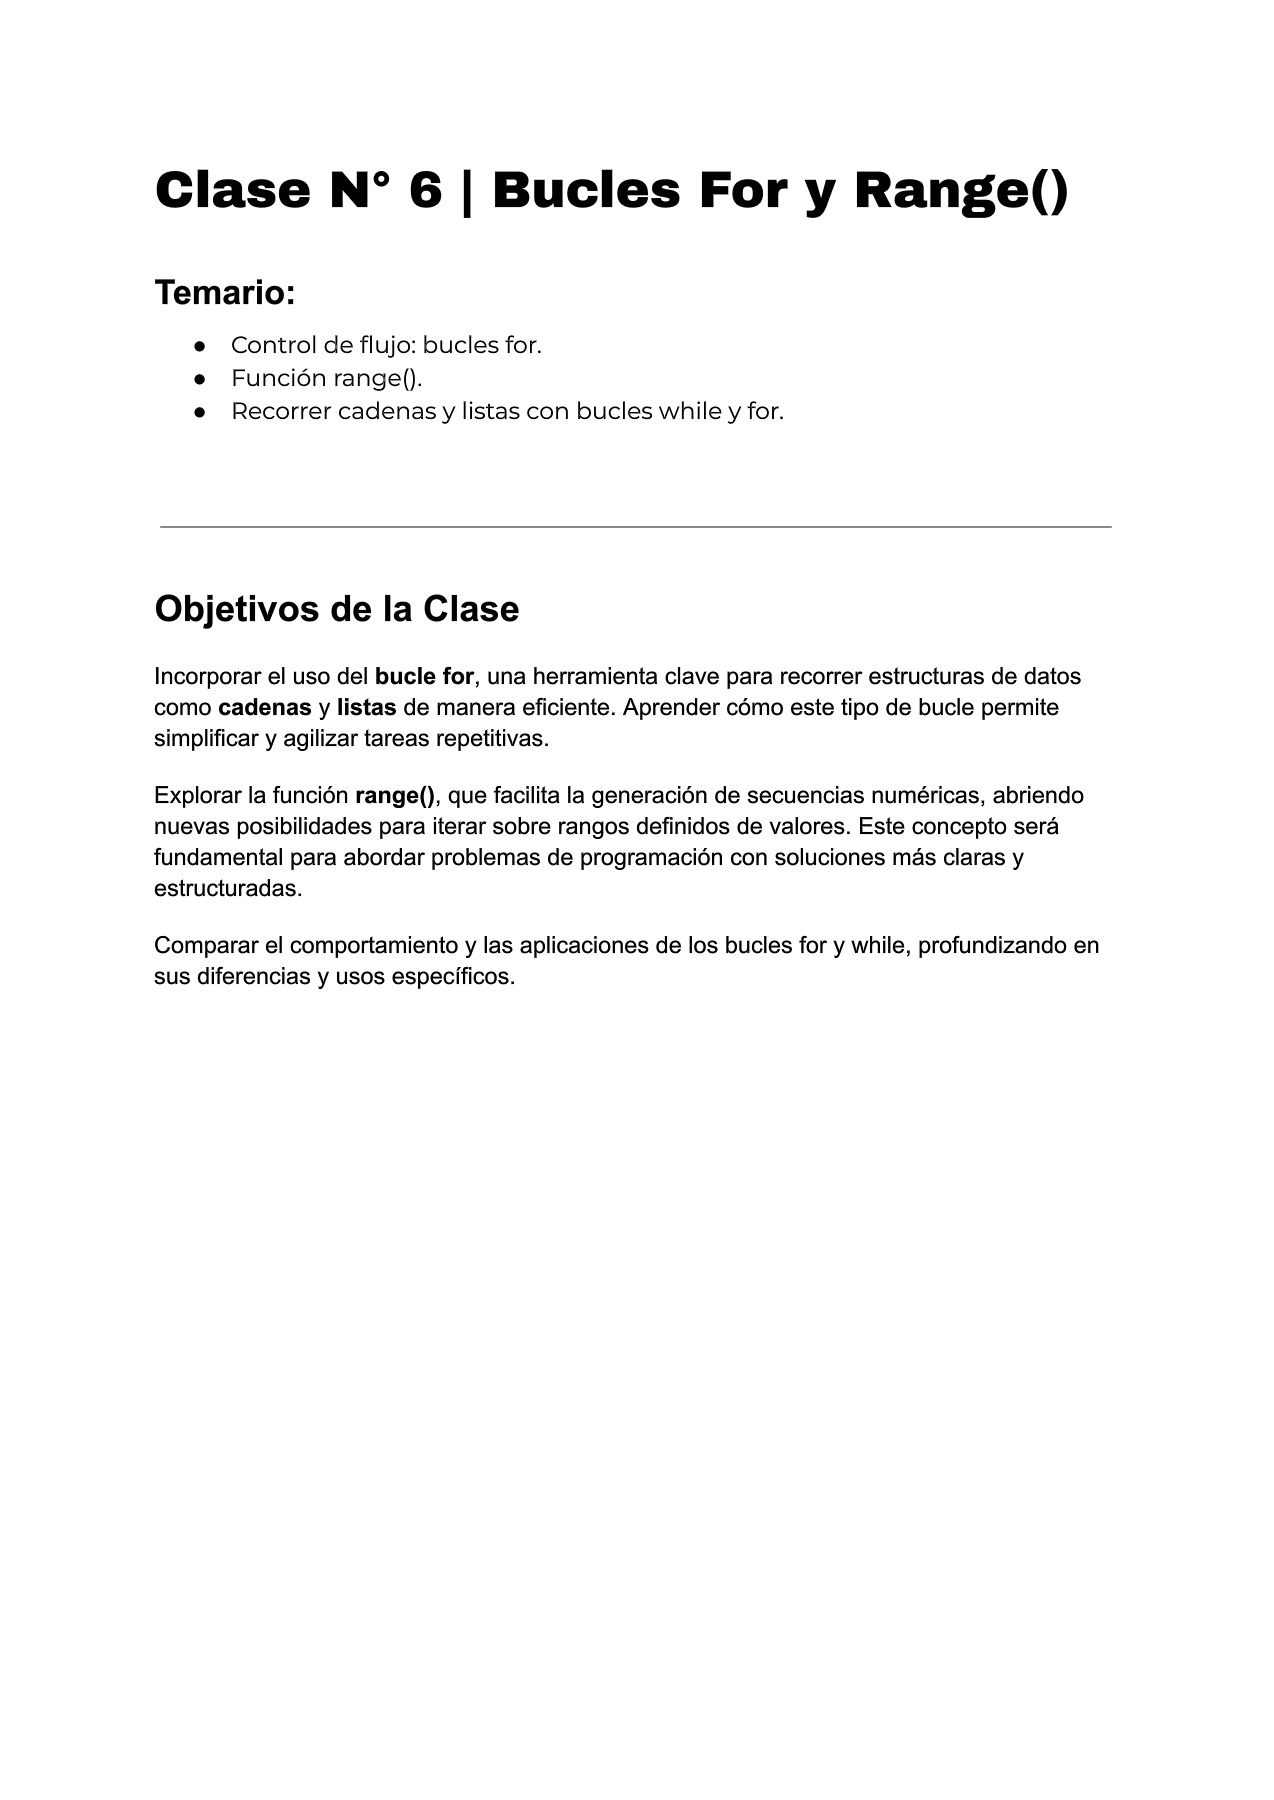 Clase N° 6 | Bucles For y Range()
Temario:
● Control de flujo: bucles for.
● Función range().
● Recorrer cadenas y listas con bucles while y for.
Objetivos de la Clase
Incorporar el uso del bucle for, una herramienta clave para recorrer estructuras de datos
como cadenas y listas de manera eficiente. Aprender cómo este tipo de bucle permite
simplificar y agilizar tareas repetitivas.
Explorar la función range(), que facilita la generación de secuencias numéricas, abriendo
nuevas posibilidades para iterar sobre rangos definidos de valores. Este concepto será
fundamental para abordar problemas de programación con soluciones más claras y
estructuradas.
Comparar el comportamiento y las aplicaciones de los bucles for y while, profundizando en
sus diferencias y usos específicos.